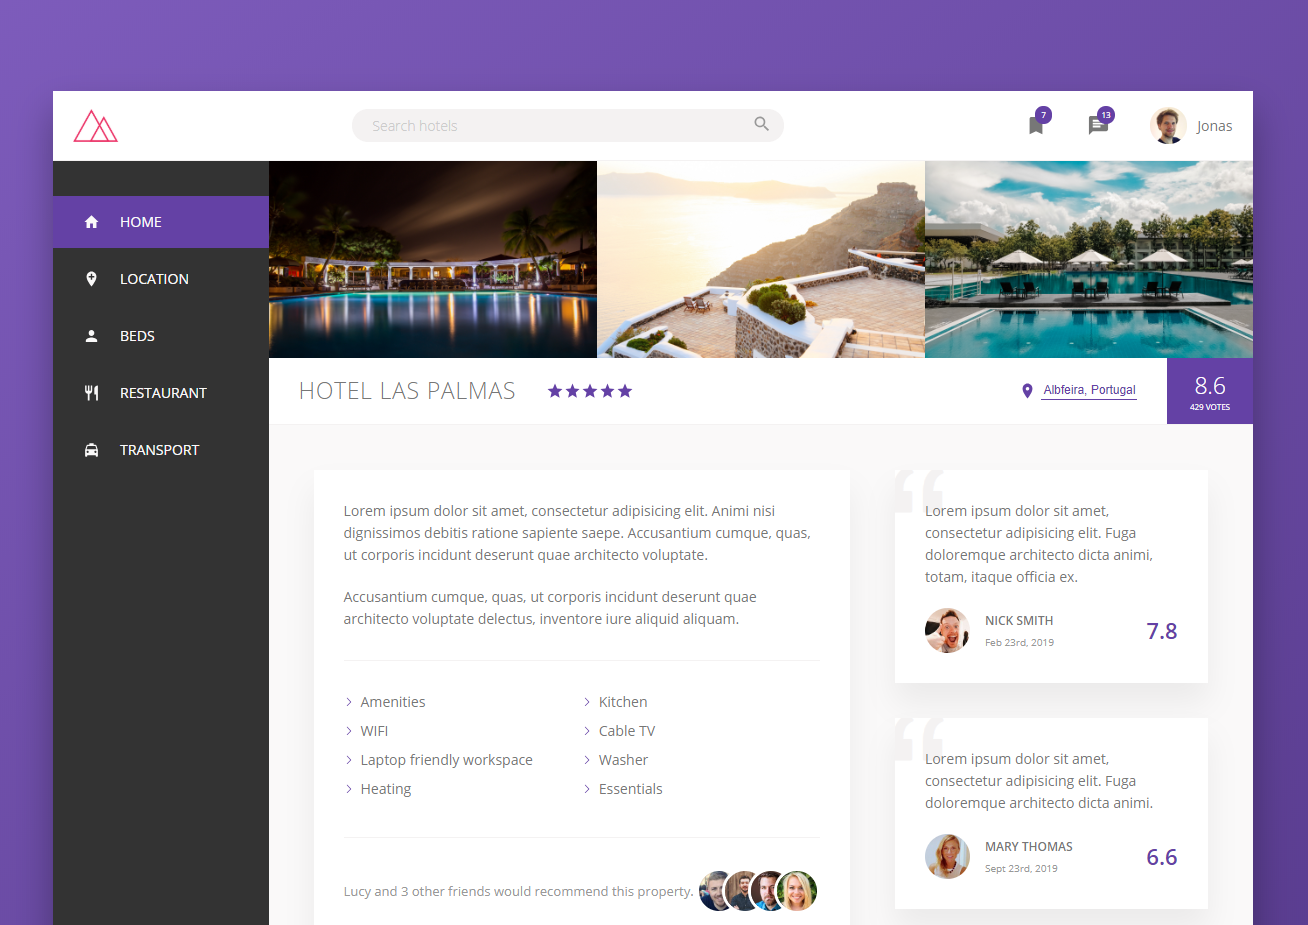 Search hotels
7
13
Jonas
HOME
LOCATION
BEDS
RESTAURANT
TRANSPORT
HOTEL LAS PALMAS
Albfeira, Portugal
8.6
429 VOTES
Lorem ipsum dolor sit amet, consectetur adipisicing elit. Animi nisi
dignissimos debitis ratione sapiente saepe. Accusantium cumque, quas,
ut corporis incidunt deserunt quae architecto voluptate.
Accusantium cumque, quas, ut corporis incidunt deserunt quae
architecto voluptate delectus, inventore iure aliquid aliquam.
Amenities
WIFI
Laptop friendly workspace
Heating
Kitchen
Cable TV
Washer
Essentials
Lucy and 3 other friends would recommend this property.
“
Lorem ipsum dolor sit amet,
consectetur adipisicing elit. Fuga
doloremque architecto dicta animi,
totam, itaque officia ex.
NICK SMITH
Feb 23rd, 2019
7.8
“
Lorem ipsum dolor sit amet,
consectetur adipisicing elit. Fuga
doloremque architecto dicta animi.
MARY THOMAS
Sept 23rd, 2019
6.6